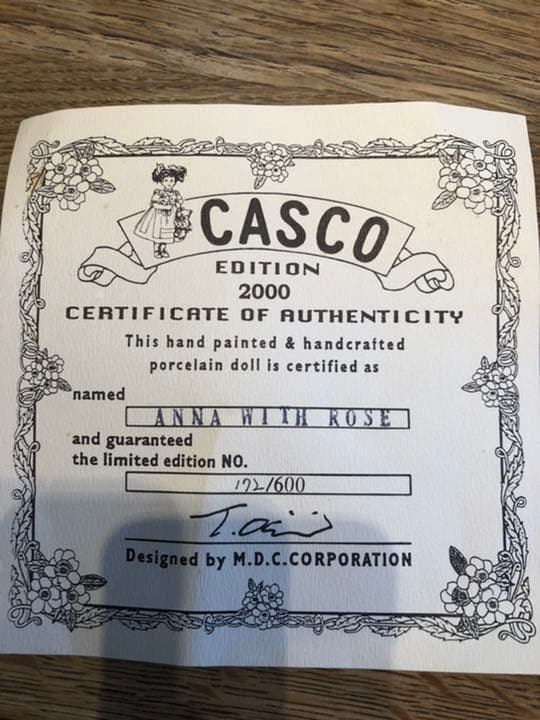 CASCO
EDITION
2000
CERTIFICATE OF AUTHENTICITY
This hand painted & handcrafted
porcelain doll is certified as
named
ANNA WITH ROSE
and guaranteed
the limited edition NO.
172/600
Designed by M.D.C.CORPORATION